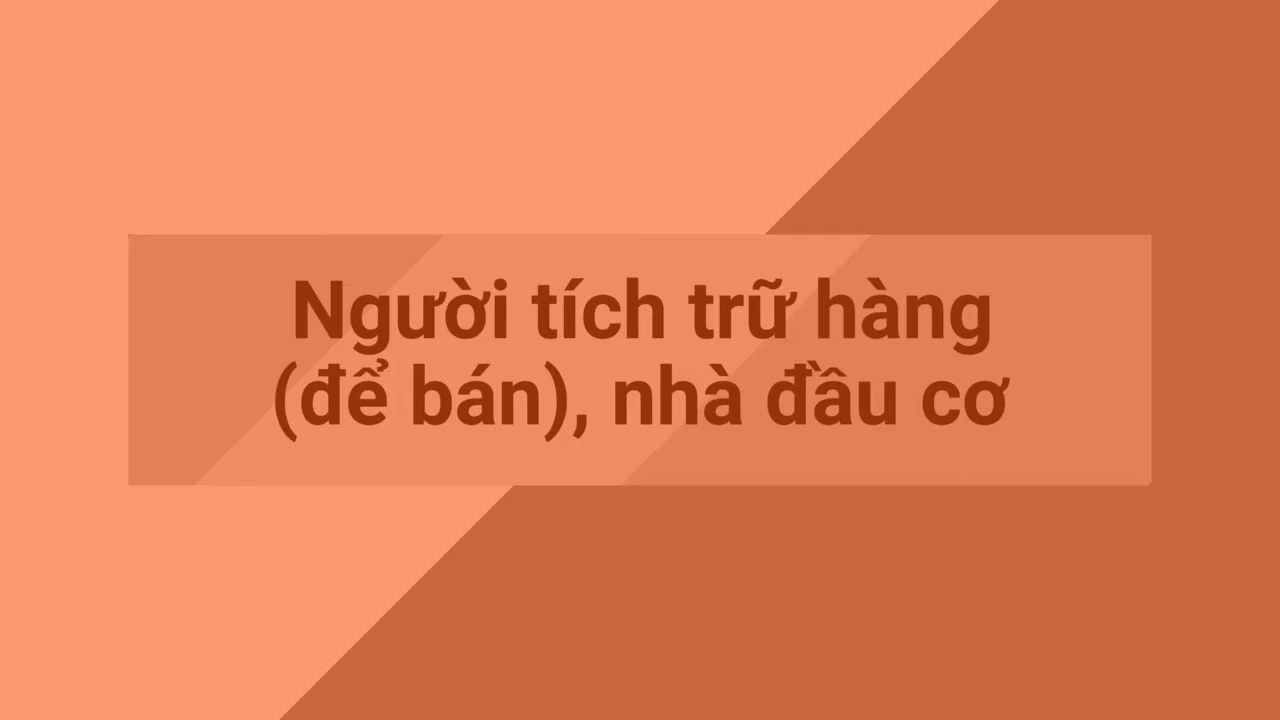 Người tích trữ hàng
(để bán), nhà đầu cơ